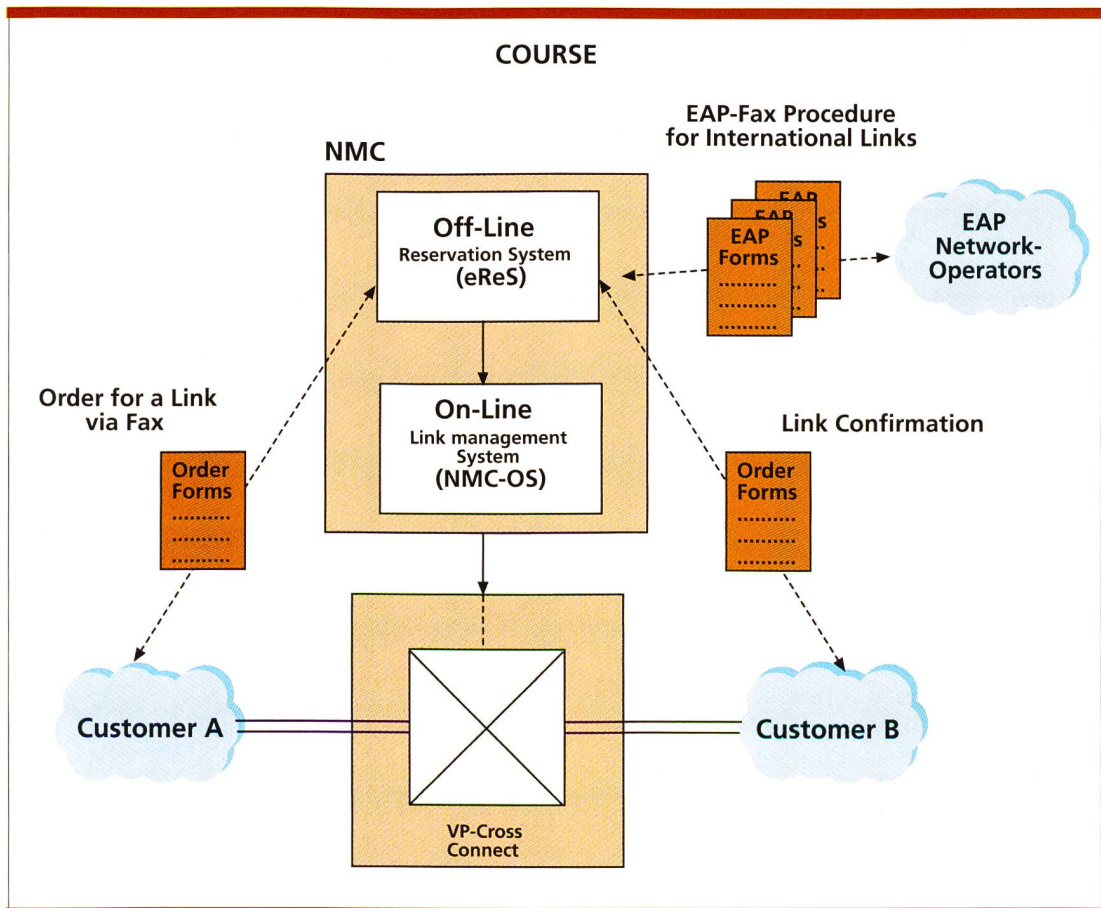 COURSE
EAP-Fax Procedure
for International Links
NMC
Off-Line
Reservation System
(eReS)
EAP
EAP
s
s
EAP
Forms
..........
..........
..........
EAP
Network-
Operators
On-Line
Link management
System
(NMC-OS)
Order for a Link
via Fax
Order
Forms
..........
..........
..........
Link Confirmation
Order
Forms
..........
..........
..........
Customer A
Customer B
VP-Cross
Connect